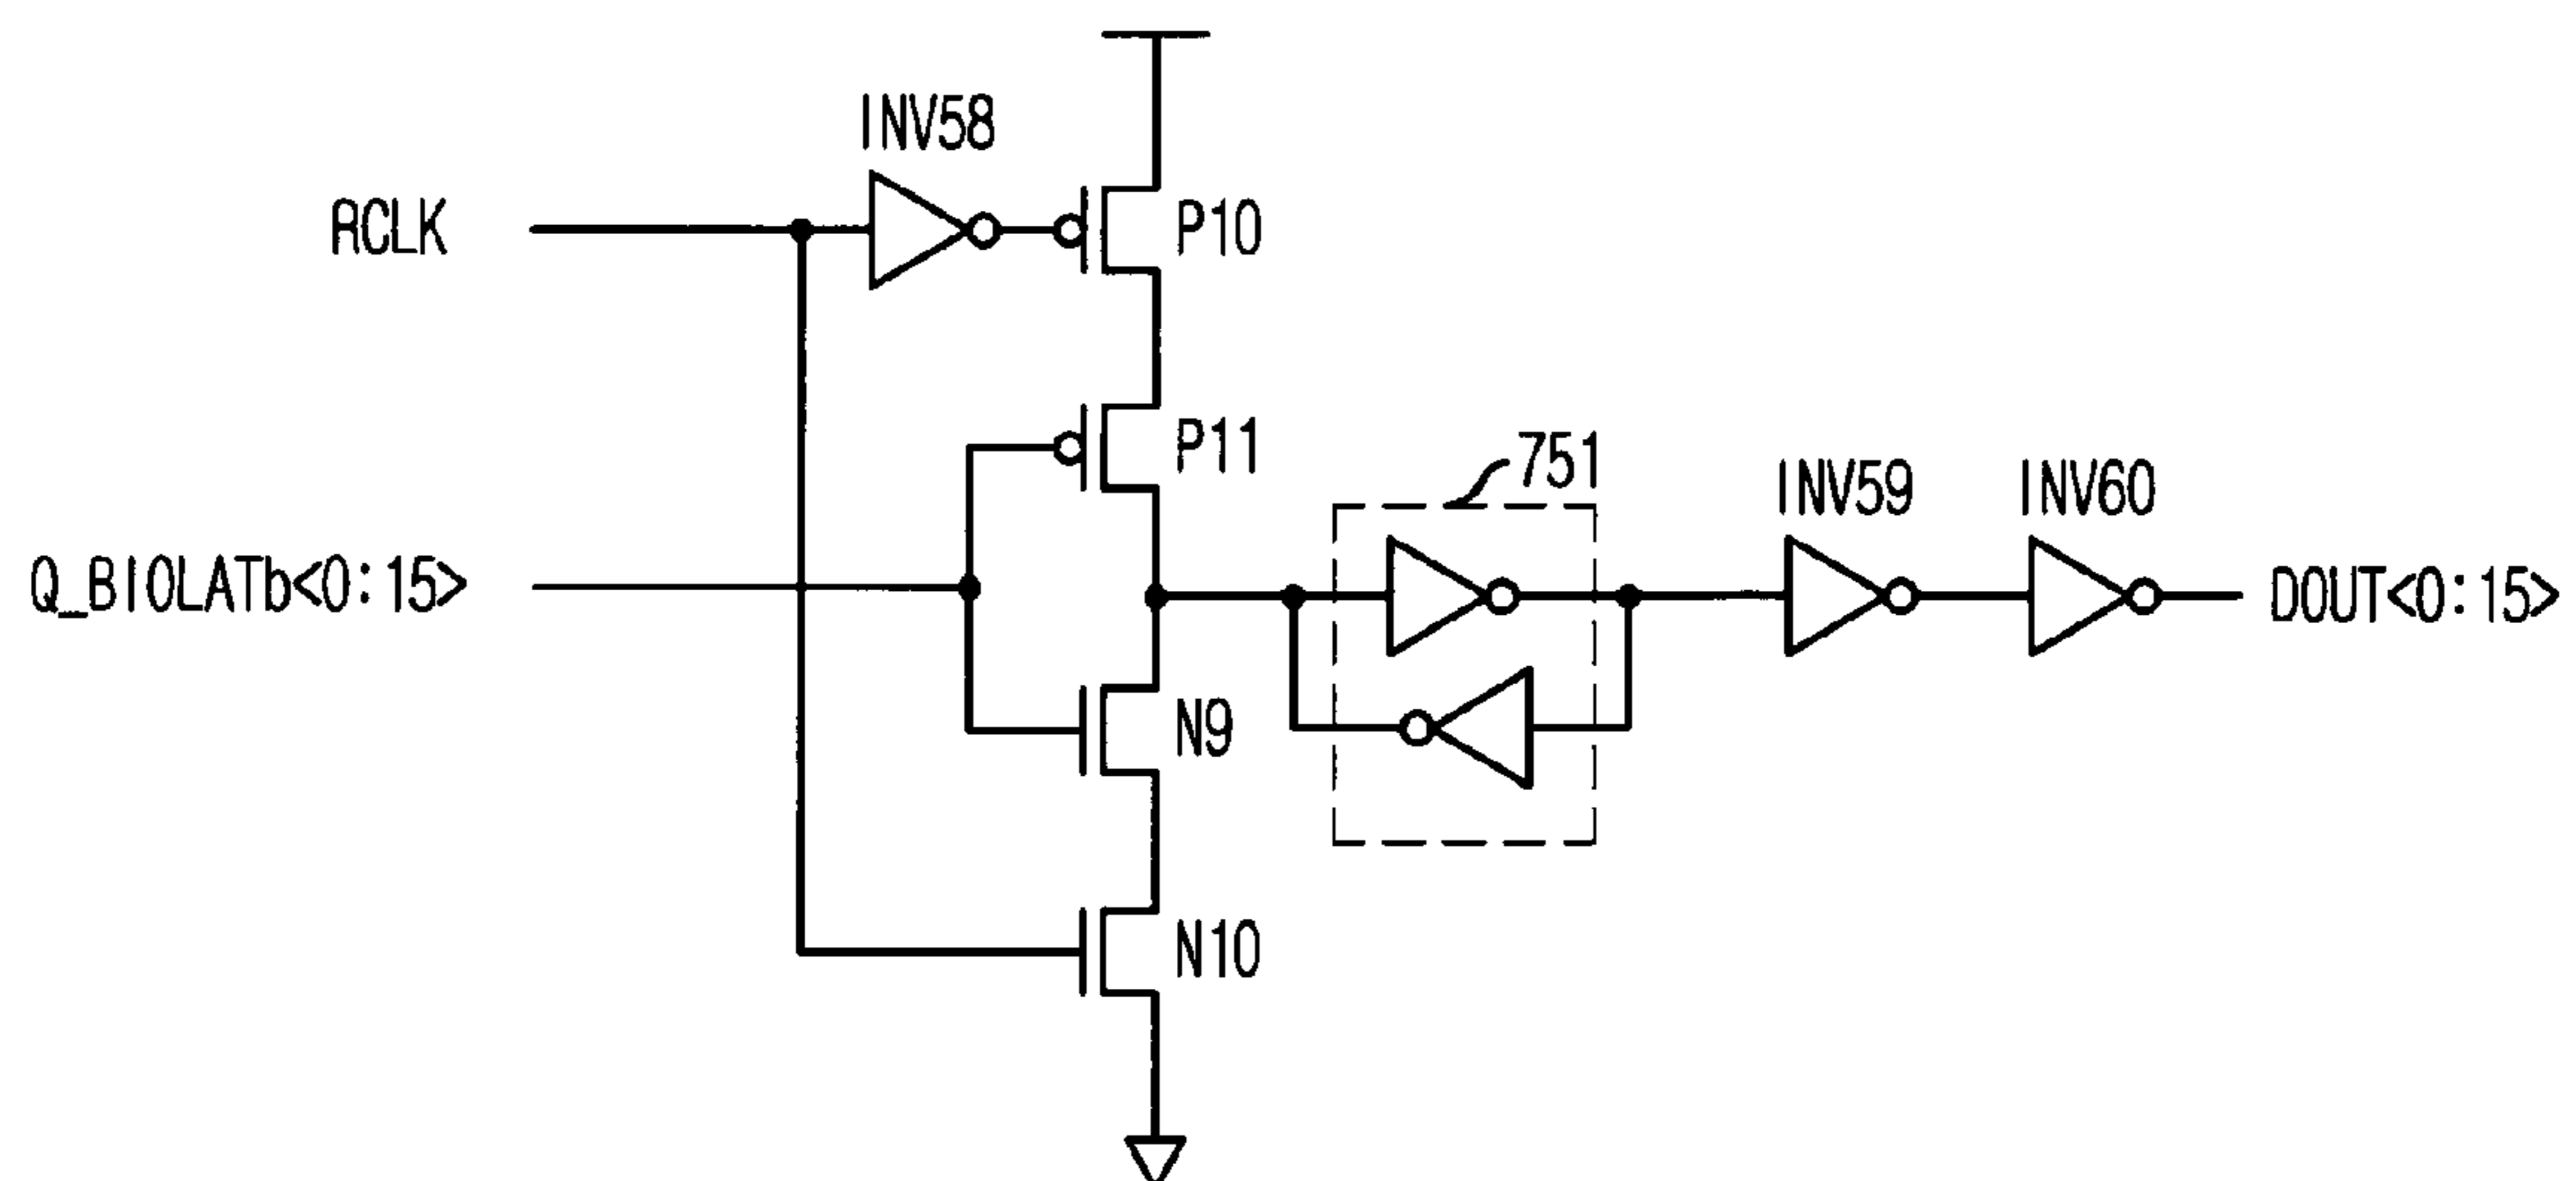 INV58
RCLK
P10
P11
751
INV59
INV60
Q_BIOLATb<0:15>
DOUT<0:15>
N9
N10